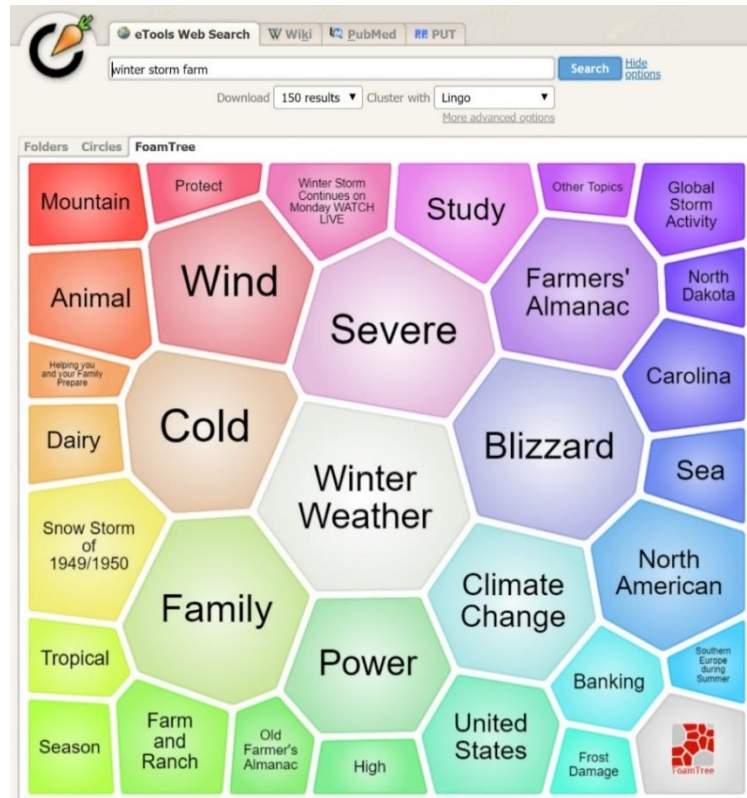 eTools Web Search
Wiki
PubMed
PUT
winter storm farm
Search
Hide
options
Download
150 results
Cluster with
Lingo
More advanced options
Folders
Circles
FoamTree
Mountain
Protect
Winter Storm
Continues on
Monday WATCH
LIVE
Study
Other Topics
Global
Storm
Activity
Animal
Wind
Severe
Farmers'
Almanac
North
Dakota
Helping you
and your Family
Prepare
Cold
Carolina
Dairy
Winter
Weather
Blizzard
Sea
Snow Storm
of
1949/1950
Family
Climate
Change
North
American
Tropical
Power
Banking
Southern
Europe
during
Summer
Season
Farm
and
Ranch
Old
Farmer's
Almanac
High
United
States
Frost
Damage
FoamTree